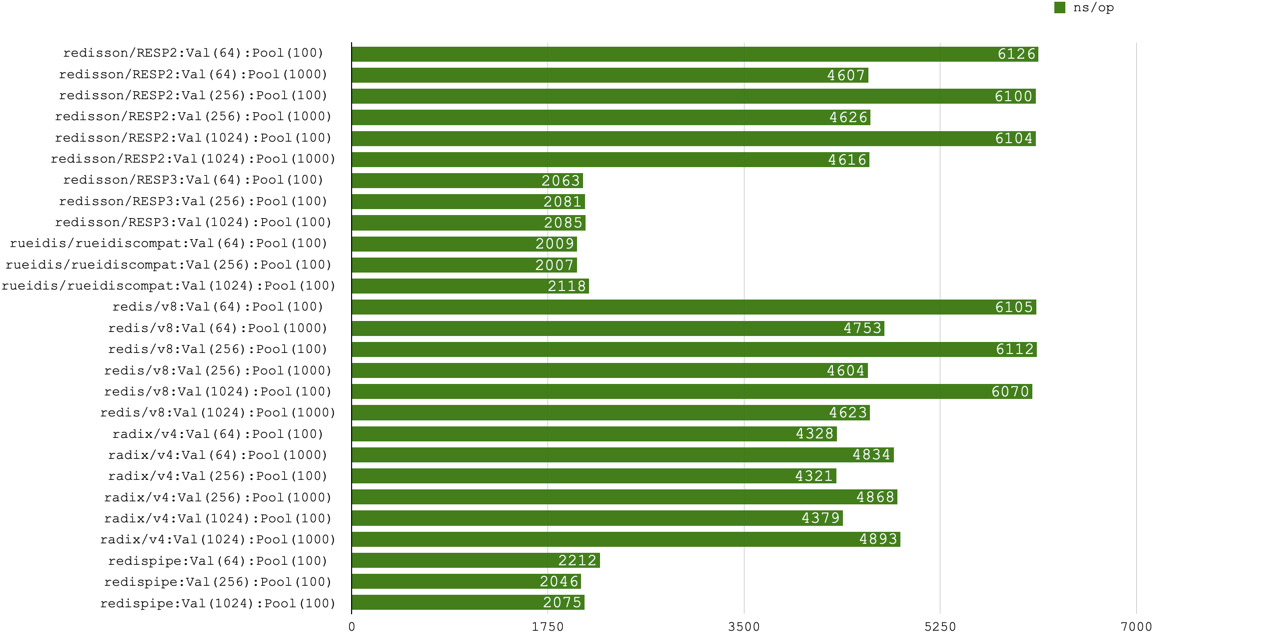 ns/op
redisson/RESP2:Val(64):Pool(100) 6126
redisson/RESP2:Val(64):Pool(1000) 4607
redisson/RESP2:Val(256):Pool(100) 6100
redisson/RESP2:Val(256):Pool(1000) 4626
redisson/RESP2:Val(1024):Pool(100) 6104
redisson/RESP2:Val(1024):Pool(1000) 4616
redisson/RESP3:Val(64):Pool(100) 2063
redisson/RESP3:Val(256):Pool(100) 2081
redisson/RESP3:Val(1024):Pool(100) 2085
rueidis/rueidiscompat:Val(64):Pool(100) 2009
rueidis/rueidiscompat:Val(256):Pool(100) 2007
rueidis/rueidiscompat:Val(1024):Pool(100) 2118
redis/v8:Val(64):Pool(100) 6105
redis/v8:Val(64):Pool(1000) 4753
redis/v8:Val(256):Pool(100) 6112
redis/v8:Val(256):Pool(1000) 4604
redis/v8:Val(1024):Pool(100) 6070
redis/v8:Val(1024):Pool(1000) 4623
radix/v4:Val(64):Pool(100) 4328
radix/v4:Val(64):Pool(1000) 4834
radix/v4:Val(256):Pool(100) 4321
radix/v4:Val(256):Pool(1000) 4868
radix/v4:Val(1024):Pool(100) 4379
radix/v4:Val(1024):Pool(1000) 4893
redispipe:Val(64):Pool(100) 2212
redispipe:Val(256):Pool(100) 2046
redispipe:Val(1024):Pool(100) 2075
0 1750 3500 5250 7000